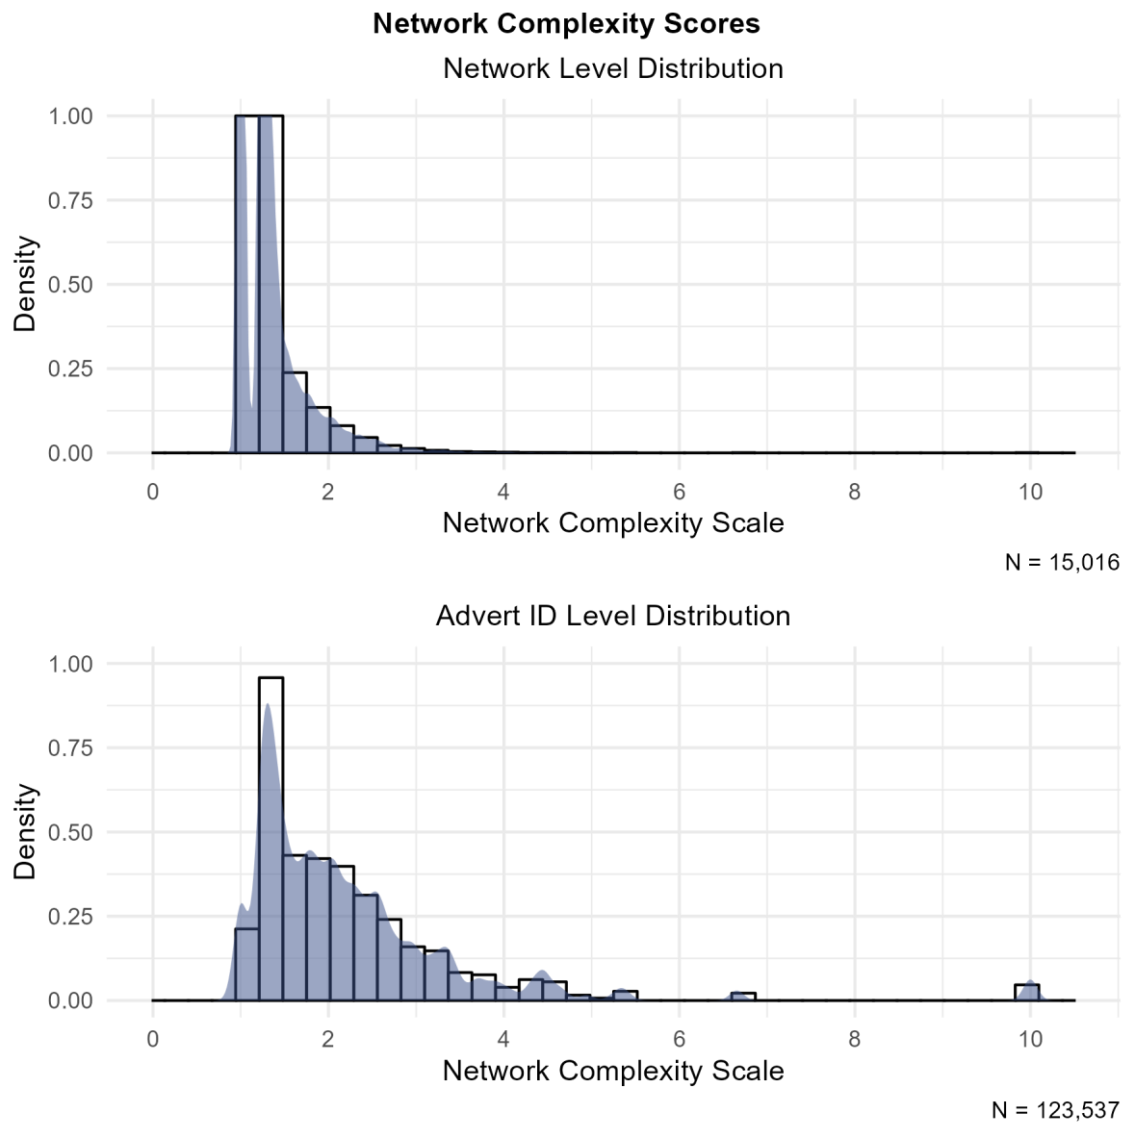 Network Complexity Scores
Network Level Distribution
1.00
0.75
0.50
0.25
0.00
Density
0 2 4 6 8 10
Network Complexity Scale
N = 15,016
Advert ID Level Distribution
1.00
0.75
0.50
0.25
0.00
Density
0 2 4 6 8 10
Network Complexity Scale
N = 123,537